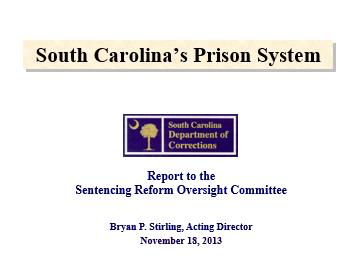 South Carolina's Prison System
South Carolina
Department of
Corrections
Report to the
Sentencing Reform Oversight Committee
Bryan P. Stirling, Acting Director
November 18, 2013